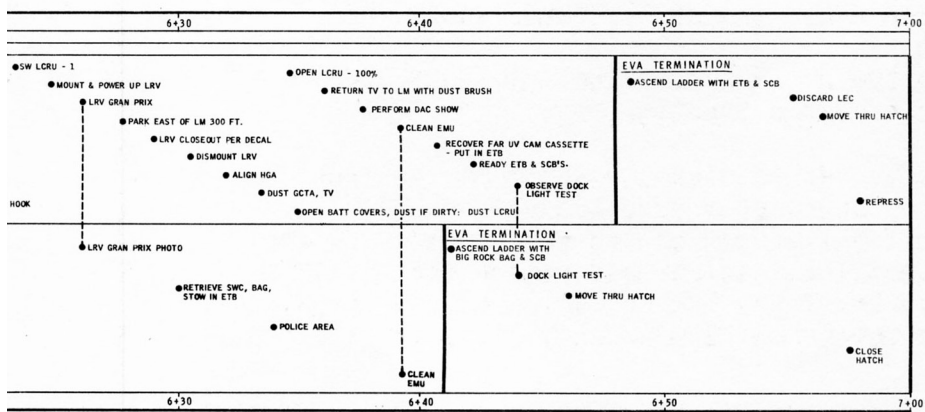 6+30 6+40 6+50 7+00
SW LCRU - 1
MOUNT & POWER UP LRV
LRV GRAN PRIX
PARK EAST OF LM 300 FT.
LRV CLOSEOUT PER DECAL
DISMOUNT LRV
ALIGN HGA
DUST GCTA, TV
HOOK
OPEN BATT COVERS, DUST IF DIRTY: DUST LCRU
OPEN LCRU - 100%
RETURN TV TO LM WITH DUST BRUSH
PERFORM DAC SHOW
CLEAN EMU
RECOVER FAR UV CAM CASSETTE
- PUT IN ETB
READY ETB & SCB'S.
OBSERVE DOCK
LIGHT TEST
EVA TERMINATION
ASCEND LADDER WITH ETB & SCB
DISCARD LEC
MOVE THRU HATCH
REPRESS
LRV GRAN PRIX PHOTO
RETRIEVE SWC, BAG,
STOW IN ETB
POLICE AREA
CLEAN
EMU
EVA TERMINATION
ASCEND LADDER WITH
BIG ROCK BAG & SCB
DOCK LIGHT TEST
MOVE THRU HATCH
CLOSE
HATCH
6+30 6+40 6+50 7+00